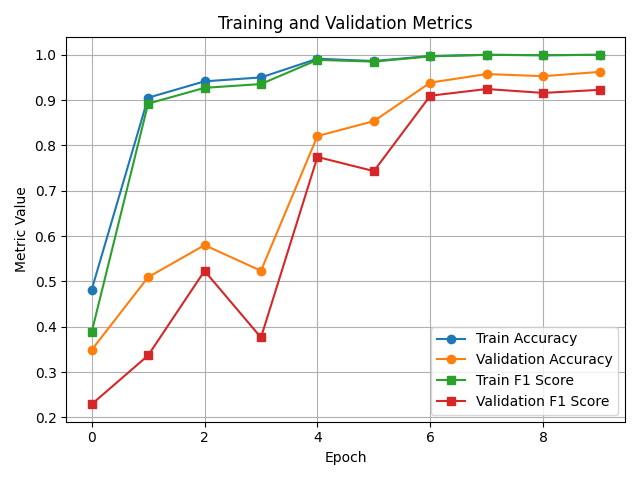 Training and Validation Metrics
1.0
0.9
0.8
0.7
0.6
0.5
0.4
0.3
0.2
Metric Value
Train Accuracy
Validation Accuracy
Train F1 Score
Validation F1 Score
0 2 4 6 8
Epoch